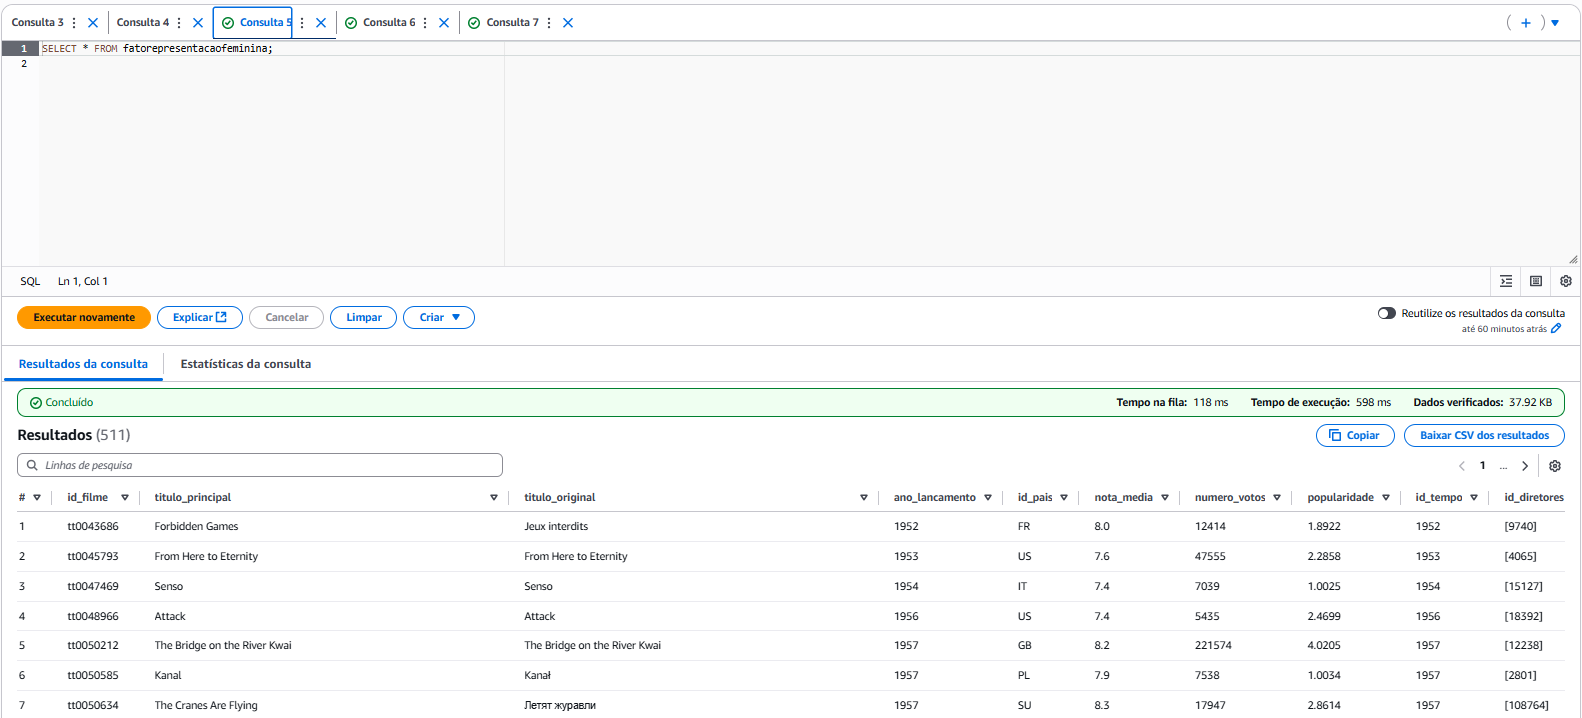 Consulta 3 Consulta 4 Consulta 5 Consulta 6 Consulta 7
1 SELECT * FROM fatorepresentacaofeminina;
2
SQL Ln 1, Col 1
Executar novamente Explicar Cancelar Limpar Criar Reutilize os resultados da consulta
até 60 minutos atrás
Resultados da consulta Estatísticas da consulta
Concluído Tempo na fila: 118 ms Tempo de execução: 598 ms Dados verificados: 37.92 KB
Resultados (511) Copiar Baixar CSV dos resultados
Linhas de pesquisa 1 ...
# id_filme titulo_principal titulo_original ano_lancamento id_pais nota_media numero_votos popularidade id_tempo id_diretores
1 tt0043686 Forbidden Games Jeux interdits 1952 FR 8.0 12414 1.8922 1952 [9740]
2 tt0045793 From Here to Eternity From Here to Eternity 1953 US 7.6 47555 2.2858 1953 [4065]
3 tt0047469 Senso Senso 1954 IT 7.4 7039 1.0025 1954 [15127]
4 tt0048966 Attack Attack 1956 US 7.4 5435 2.4699 1956 [18392]
5 tt0050212 The Bridge on the River Kwai The Bridge on the River Kwai 1957 GB 8.2 221574 4.0205 1957 [12238]
6 tt0050585 Kanal Kanał 1957 PL 7.9 7538 1.0034 1957 [2801]
7 tt0050634 The Cranes Are Flying Летят журавли 1957 SU 8.3 17947 2.8614 1957 [108764]